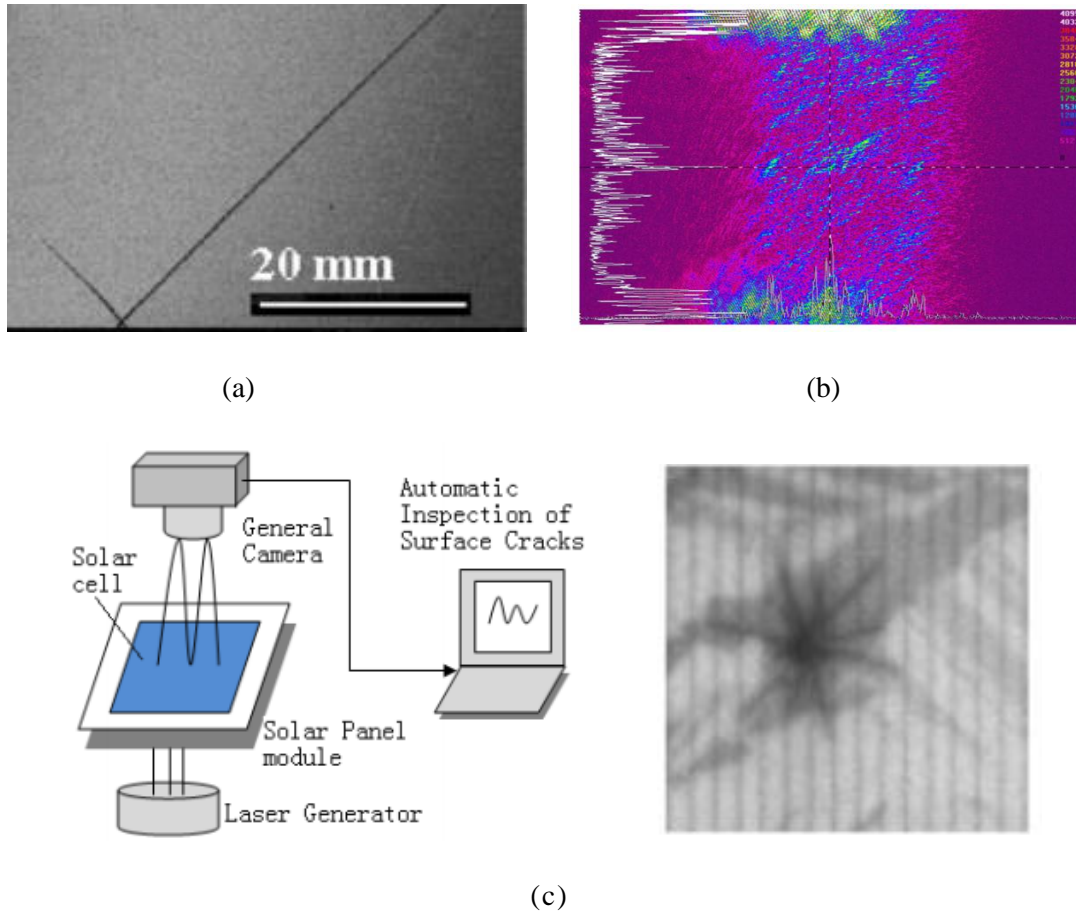 20 mm
(a)
(b)
General
Camera
Automatic
Inspection of
Surface Cracks
Solar
cell
Solar Panel
module
Laser Generator
(c)